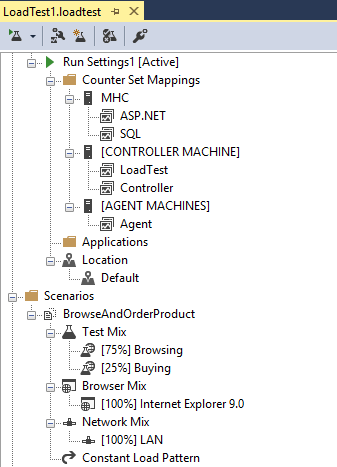 LoadTest1.loadtest
Run Settings1 [Active]
Counter Set Mappings
MHC
ASP.NET
SQL
[CONTROLLER MACHINE]
LoadTest
Controller
[AGENT MACHINES]
Agent
Applications
Location
Default
Scenarios
BrowseAndOrderProduct
Test Mix
[75%] Browsing
[25%] Buying
Browser Mix
[100%] Internet Explorer 9.0
Network Mix
[100%] LAN
Constant Load Pattern